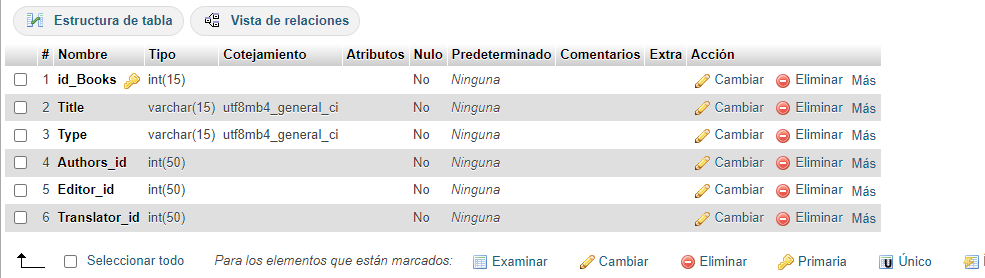 Estructura de tabla Vista de relaciones
# Nombre Tipo Cotejamiento Atributos Nulo Predeterminado Comentarios Extra Acción
1 id_Books int(15) No Ninguna Cambiar Eliminar Más
2 Title varchar(15) utf8mb4_general_ci No Ninguna Cambiar Eliminar Más
3 Type varchar(15) utf8mb4_general_ci No Ninguna Cambiar Eliminar Más
4 Authors_id int(50) No Ninguna Cambiar Eliminar Más
5 Editor_id int(50) No Ninguna Cambiar Eliminar Más
6 Translator_id int(50) No Ninguna Cambiar Eliminar Más
Seleccionar todo Para los elementos que están marcados: Examinar Cambiar Eliminar Primaria Único